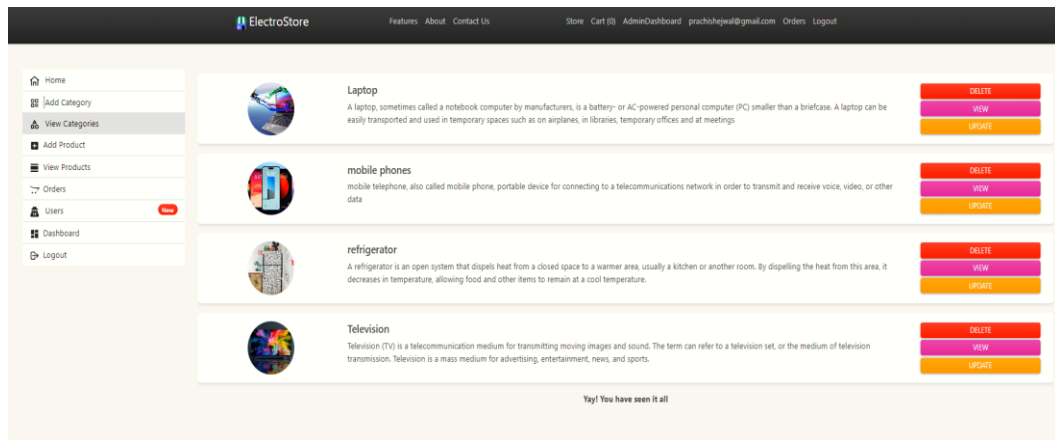 ElectroStore Features About Contact Us Store Cart (0) AdminDashboard prachishejwal@gmail.com Orders Logout
Home
Add Category
View Categories
Add Product
View Products
Orders
Users New
Dashboard
Logout
Laptop
A laptop, sometimes called a notebook computer by manufacturers, is a battery- or AC-powered personal computer (PC) smaller than a briefcase. A laptop can be
easily transported and used in temporary spaces such as on airplanes, in libraries, temporary offices and at meetings
DELETE
VIEW
UPDATE
mobile phones
mobile telephone, also called mobile phone, portable device for connecting to a telecommunications network in order to transmit and receive voice, video, or other
data
DELETE
VIEW
UPDATE
refrigerator
A refrigerator is an open system that dispels heat from a closed space to a warmer area, usually a kitchen or another room. By dispelling the heat from this area, it
decreases in temperature, allowing food and other items to remain at a cool temperature.
DELETE
VIEW
UPDATE
Television
Television (TV) is a telecommunication medium for transmitting moving images and sound. The term can refer to a television set, or the medium of television
transmission. Television is a mass medium for advertising, entertainment, news, and sports.
DELETE
VIEW
UPDATE
Yay! You have seen it all